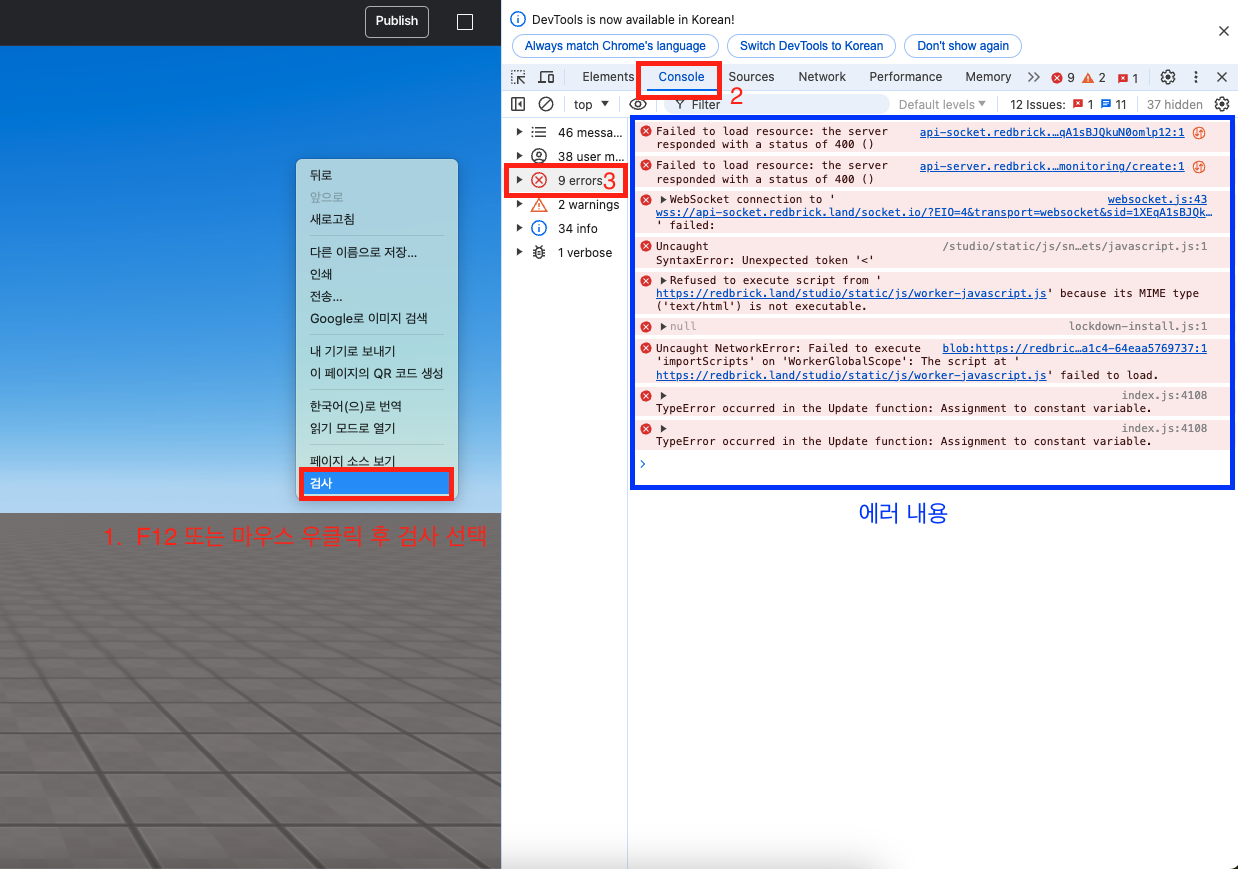 Publish
뒤로
앞으로
새로고침
다른 이름으로 저장...
인쇄
전송...
Google로 이미지 검색
내 기기로 보내기
이 페이지의 QR 코드 생성
한국어(으)로 번역
읽기 모드로 열기
페이지 소스 보기
검사
1. F12 또는 마우스 우클릭 후 검사 선택
DevTools is now available in Korean!
Always match Chrome's language
Switch DevTools to Korean
Don't show again
Elements Console Sources Network Performance Memory 9 2 1
2
top Filter Default levels 12 Issues: 1 11 37 hidden
46 messa...
38 user m...
9 errors 3
2 warnings
34 info
1 verbose
Failed to load resource: the server api-socket.redbrick.…qA1sBJQkuN0omlp12:1
responded with a status of 400 ()
Failed to load resource: the server api-server.redbrick.…monitoring/create:1
responded with a status of 400 ()
WebSocket connection to ' websocket.js:43
wss://api-socket.redbrick.land/socket.io/?EIO=4&transport=websocket&sid=1XEqA1sBJQk…
' failed:
Uncaught /studio/static/js/sn…ets/javascript.js:1
SyntaxError: Unexpected token '<'
Refused to execute script from '
https://redbrick.land/studio/static/js/worker-javascript.js' because its MIME type
('text/html') is not executable.
null lockdown-install.js:1
Uncaught NetworkError: Failed to execute blob:https://redbric…a1c4-64eaa5769737:1
'importScripts' on 'WorkerGlobalScope': The script at '
https://redbrick.land/studio/static/js/worker-javascript.js' failed to load.
index.js:4108
TypeError occurred in the Update function: Assignment to constant variable.
index.js:4108
TypeError occurred in the Update function: Assignment to constant variable.
에러 내용